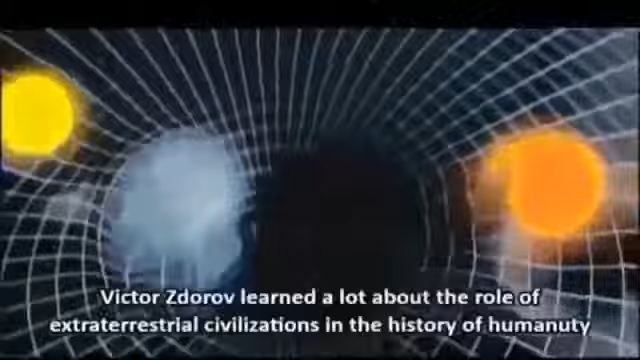 Victor Zdorov learned a lot about the role of
extraterrestrial civilizations in the history of humanuty